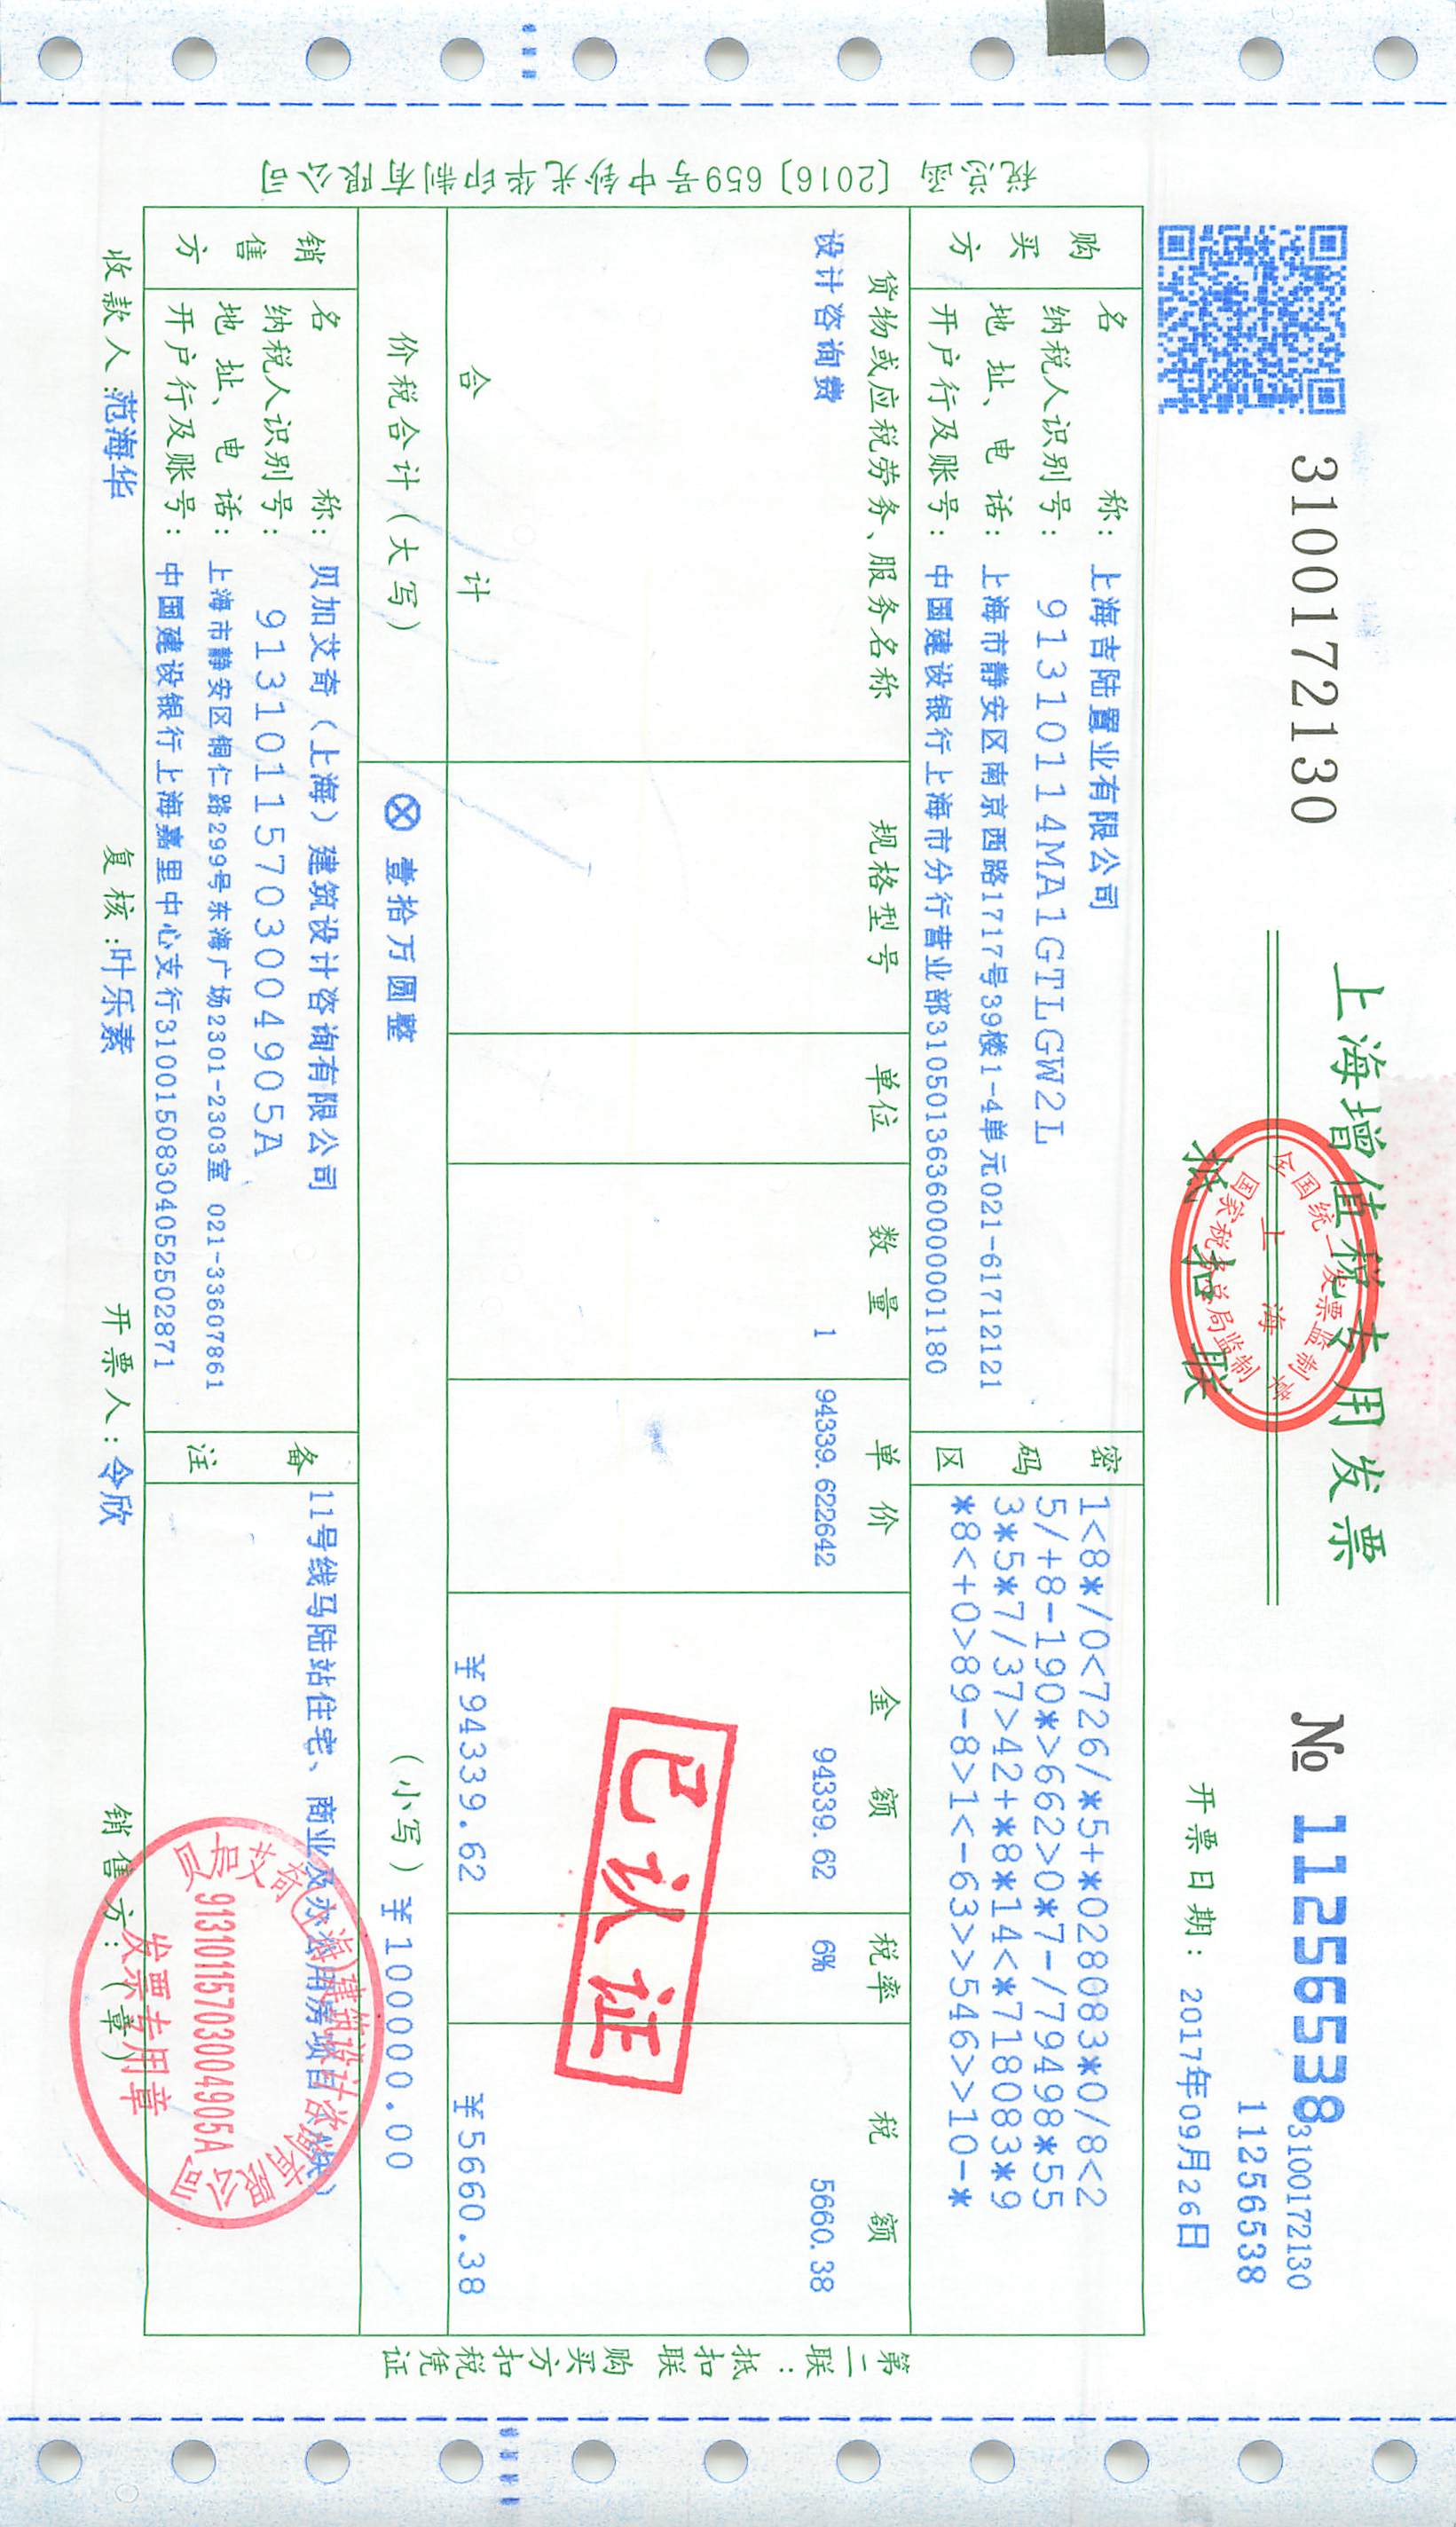 3100172130
上海增值税专用发票
№ 11256538
3100172130
11256538
抵扣联
全国统一发票监制章
上海
国家税务总局监制
开票日期: 2017年09月26日
税总函〔2016〕659号中钞光华印制有限公司
购买方
名称: 上海吉陆置业有限公司
纳税人识别号: 91310114MA1GTLGW2L
地址、电话: 上海市静安区南京西路1717号39楼1-4单元021-61712121
开户行及账号: 中国建设银行上海市分行营业部31050136360000001180
密码区
1<8*/0<726/*5+*028083*0/8<2
5/+8-190*>662>0*7-/79498*55
3*5*7/37>42+*8*14<*718083*9
*8<+0>89-8>1<-63>>546>>10-*
货物或应税劳务、服务名称 规格型号 单位 数量 单价 金额 税率 税额
设计咨询费 1 94339.622642 94339.62 6% 5660.38
已认证
合计 ¥94339.62 ¥5660.38
价税合计(大写) ⊗壹拾万圆整 (小写) ¥100000.00
销售方
名称: 贝加艾奇(上海)建筑设计咨询有限公司
纳税人识别号: 91310115703004905A
地址、电话: 上海市静安区铜仁路299号东海广场2301-2303室 021-33607861
开户行及账号: 中国建设银行上海嘉里中心支行31001508304052502871
备注
11号线马陆站住宅、商业及办公用房项目
贝加艾奇(上海)建筑设计咨询有限公司
91310115703004905A
发票专用章
收款人:范海华 复核:叶乐素 开票人:令欣 销售方:(章)
第二联:抵扣联 购买方扣税凭证